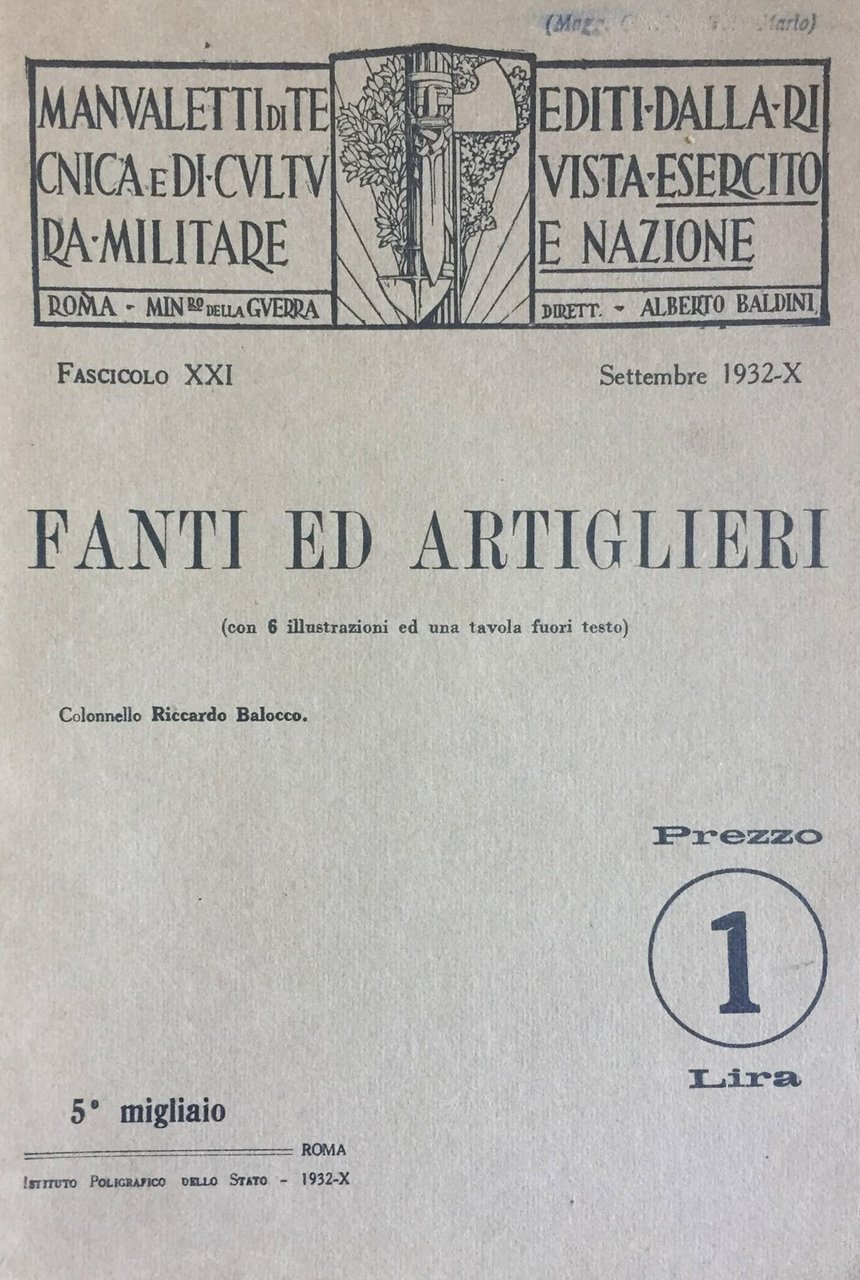 (Magg.
MANVALETTI DI TE
CNICA E DI·CVLTV
RA·MILITARE
ROMA - MIN.RO DELLA GVERRA
EDITI·DALLA·RI
VISTA·ESERCITO
E NAZIONE
DIRETT. - ALBERTO BALDINI
Fascicolo XXI
Settembre 1932-X
FANTI ED ARTIGLIERI
(con 6 illustrazioni ed una tavola fuori testo)
Colonnello Riccardo Balocco.
Prezzo
1
Lira
5° migliaio
ROMA
Istituto Poligrafico dello Stato - 1932-X